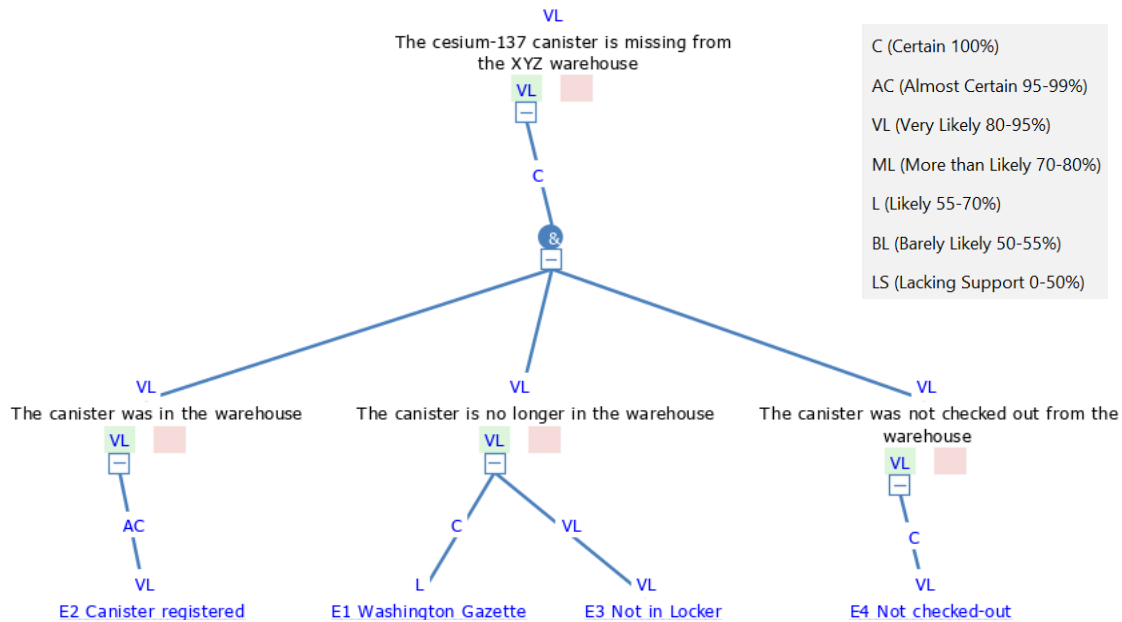 VL
The cesium-137 canister is missing from
the XYZ warehouse
VL
C
&
C (Certain 100%)
AC (Almost Certain 95-99%)
VL (Very Likely 80-95%)
ML (More than Likely 70-80%)
L (Likely 55-70%)
BL (Barely Likely 50-55%)
LS (Lacking Support 0-50%)
VL
The canister was in the warehouse
VL
AC
VL
E2 Canister registered
VL
The canister is no longer in the warehouse
VL
C
VL
L
E1 Washington Gazette
VL
E3 Not in Locker
VL
The canister was not checked out from the
warehouse
VL
C
VL
E4 Not checked-out